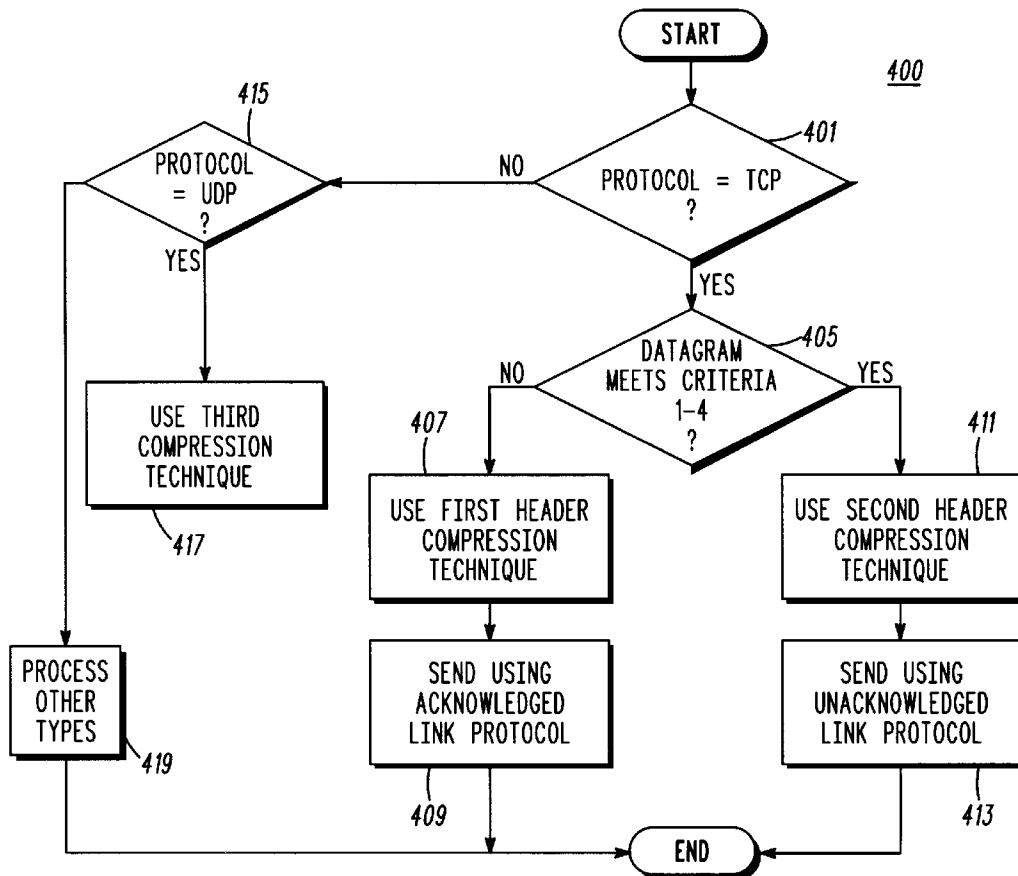 START
400
415
401
PROTOCOL
= UDP
?
NO
PROTOCOL = TCP
?
YES
YES
405
DATAGRAM
MEETS CRITERIA
1-4
?
NO
YES
USE THIRD
COMPRESSION
TECHNIQUE
417
407
411
USE FIRST HEADER
COMPRESSION
TECHNIQUE
USE SECOND HEADER
COMPRESSION
TECHNIQUE
PROCESS
OTHER
TYPES
419
SEND USING
ACKNOWLEDGED
LINK PROTOCOL
409
SEND USING
UNACKNOWLEDGED
LINK PROTOCOL
413
END